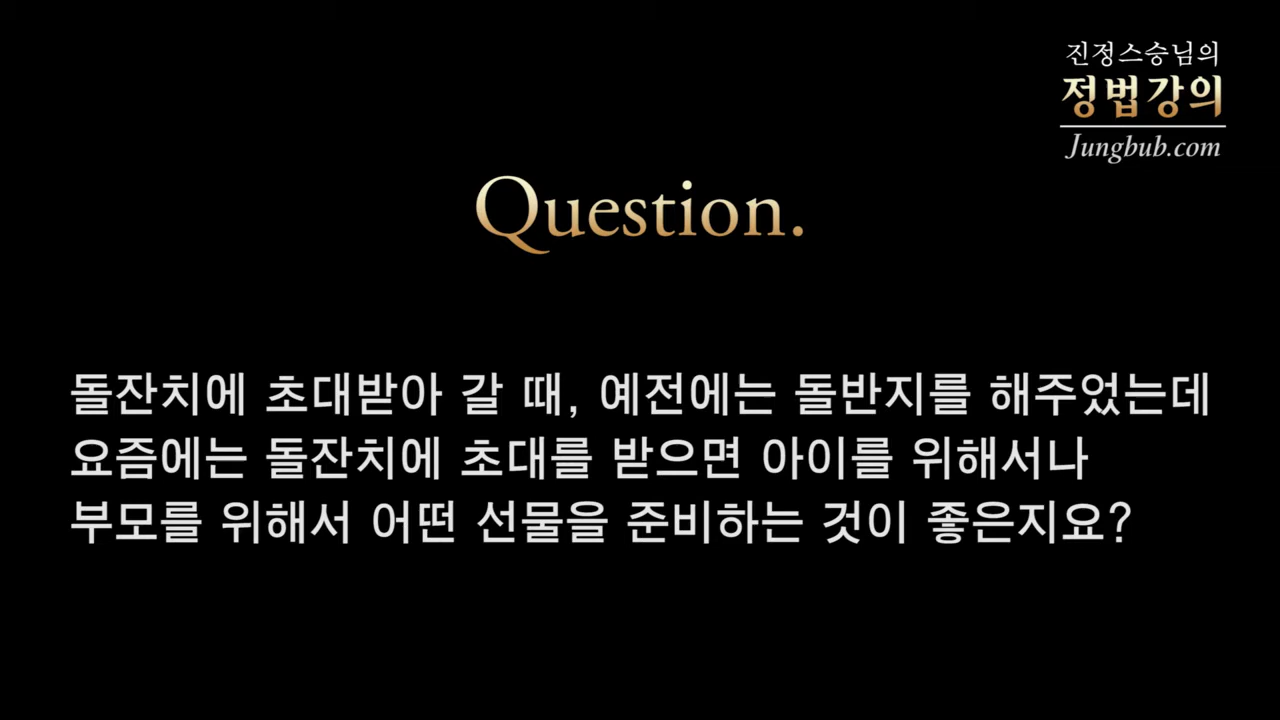 진정스승님의
정법강의
Jungbub.com
Question.
돌잔치에 초대받아 갈 때, 예전에는 돌반지를 해주었는데
요즘에는 돌잔치에 초대를 받으면 아이를 위해서나
부모를 위해서 어떤 선물을 준비하는 것이 좋은지요?